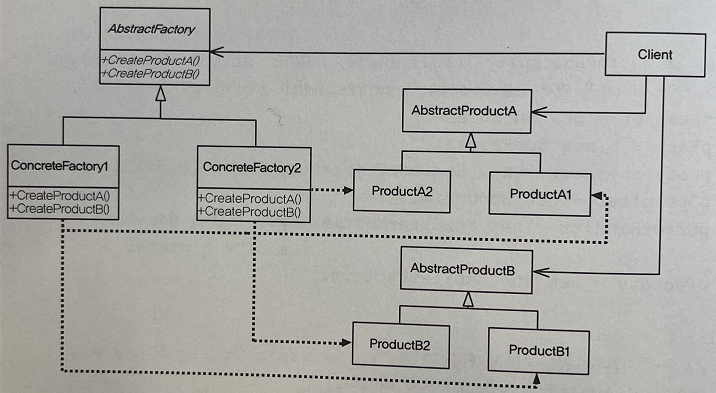 AbstractFactory
+CreateProductA()
+CreateProductB()
Client
AbstractProductA
ConcreteFactory1
+CreateProductA()
+CreateProductB()
ConcreteFactory2
+CreateProductA()
+CreateProductB()
ProductA2
ProductA1
AbstractProductB
ProductB2
ProductB1